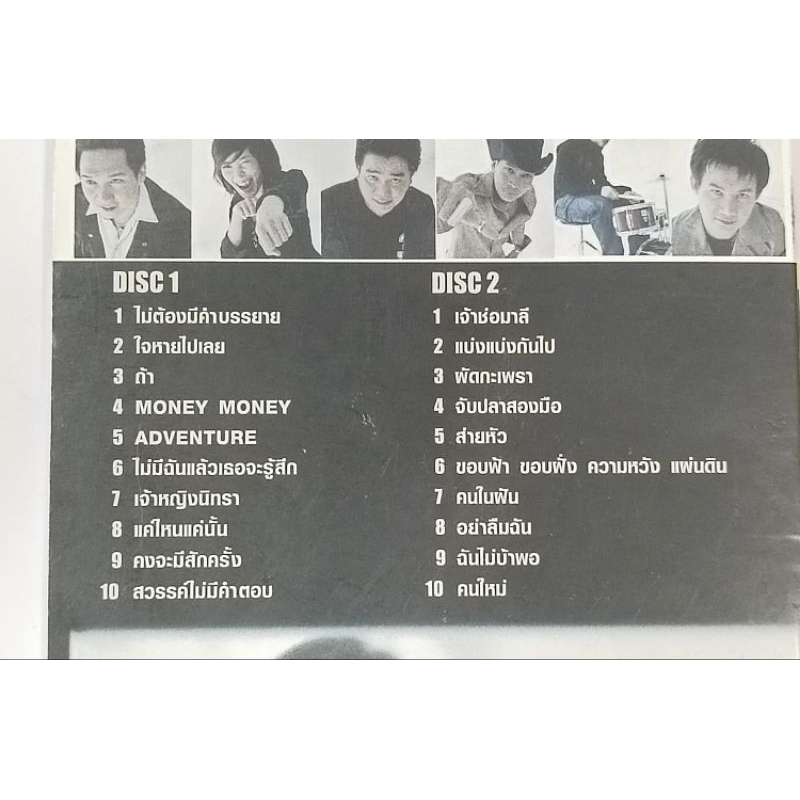 DISC 1
1 ไม่ต้องมีคำบรรยาย
2 ใจหายไปเลย
3 ถ้า
4 MONEY MONEY
5 ADVENTURE
6 ไม่มีฉันแล้วเธอจะรู้สึก
7 เจ้าหญิงนิทรา
8 แค่ไหนแค่นั้น
9 คงจะมีสักครั้ง
10 สวรรค์ไม่มีคำตอบ
DISC 2
1 เจ้าช่อมาลี
2 แบ่งแบ่งกันไป
3 ผัดกะเพรา
4 จับปลาสองมือ
5 ส่ายหัว
6 ขอบฟ้า ขอบฝั่ง ความหวัง แผ่นดิน
7 คนในฝัน
8 อย่าลืมฉัน
9 ฉันไม่บ้าพอ
10 คนใหม่